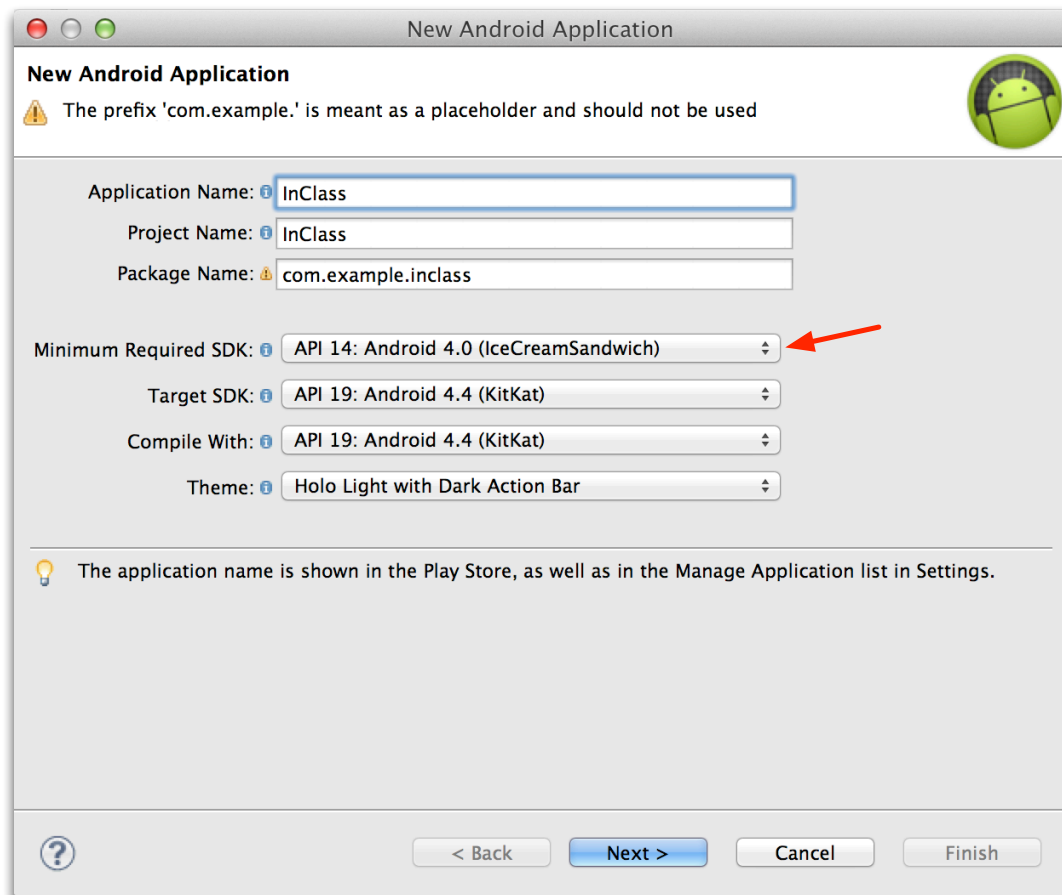 New Android Application
New Android Application
The prefix 'com.example.' is meant as a placeholder and should not be used
Application Name: InClass
Project Name: InClass
Package Name: com.example.inclass
Minimum Required SDK: API 14: Android 4.0 (IceCreamSandwich)
Target SDK: API 19: Android 4.4 (KitKat)
Compile With: API 19: Android 4.4 (KitKat)
Theme: Holo Light with Dark Action Bar
The application name is shown in the Play Store, as well as in the Manage Application list in Settings.
? < Back Next > Cancel Finish